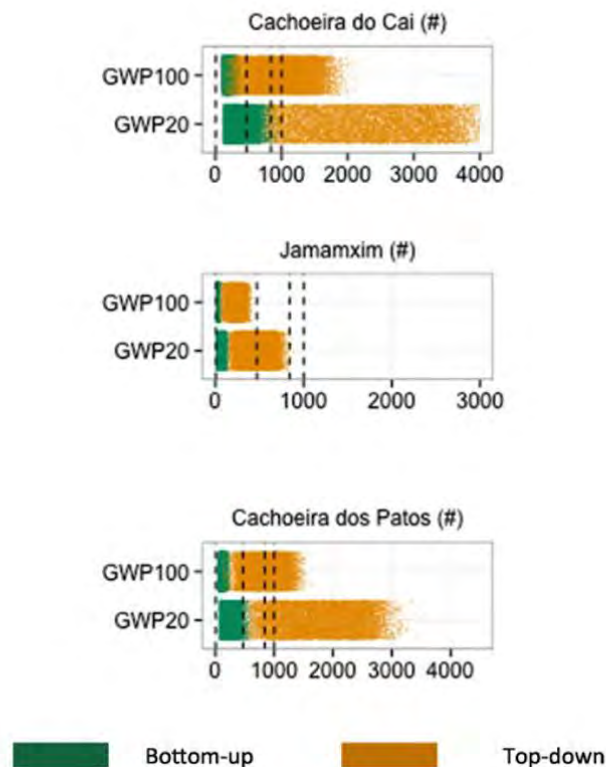 Cachoeira do Cai (#)
GWP100
GWP20
0 1000 2000 3000 4000
Jamamxim (#)
GWP100
GWP20
0 1000 2000 3000
Cachoeira dos Patos (#)
GWP100
GWP20
0 1000 2000 3000 4000
Bottom-up Top-down